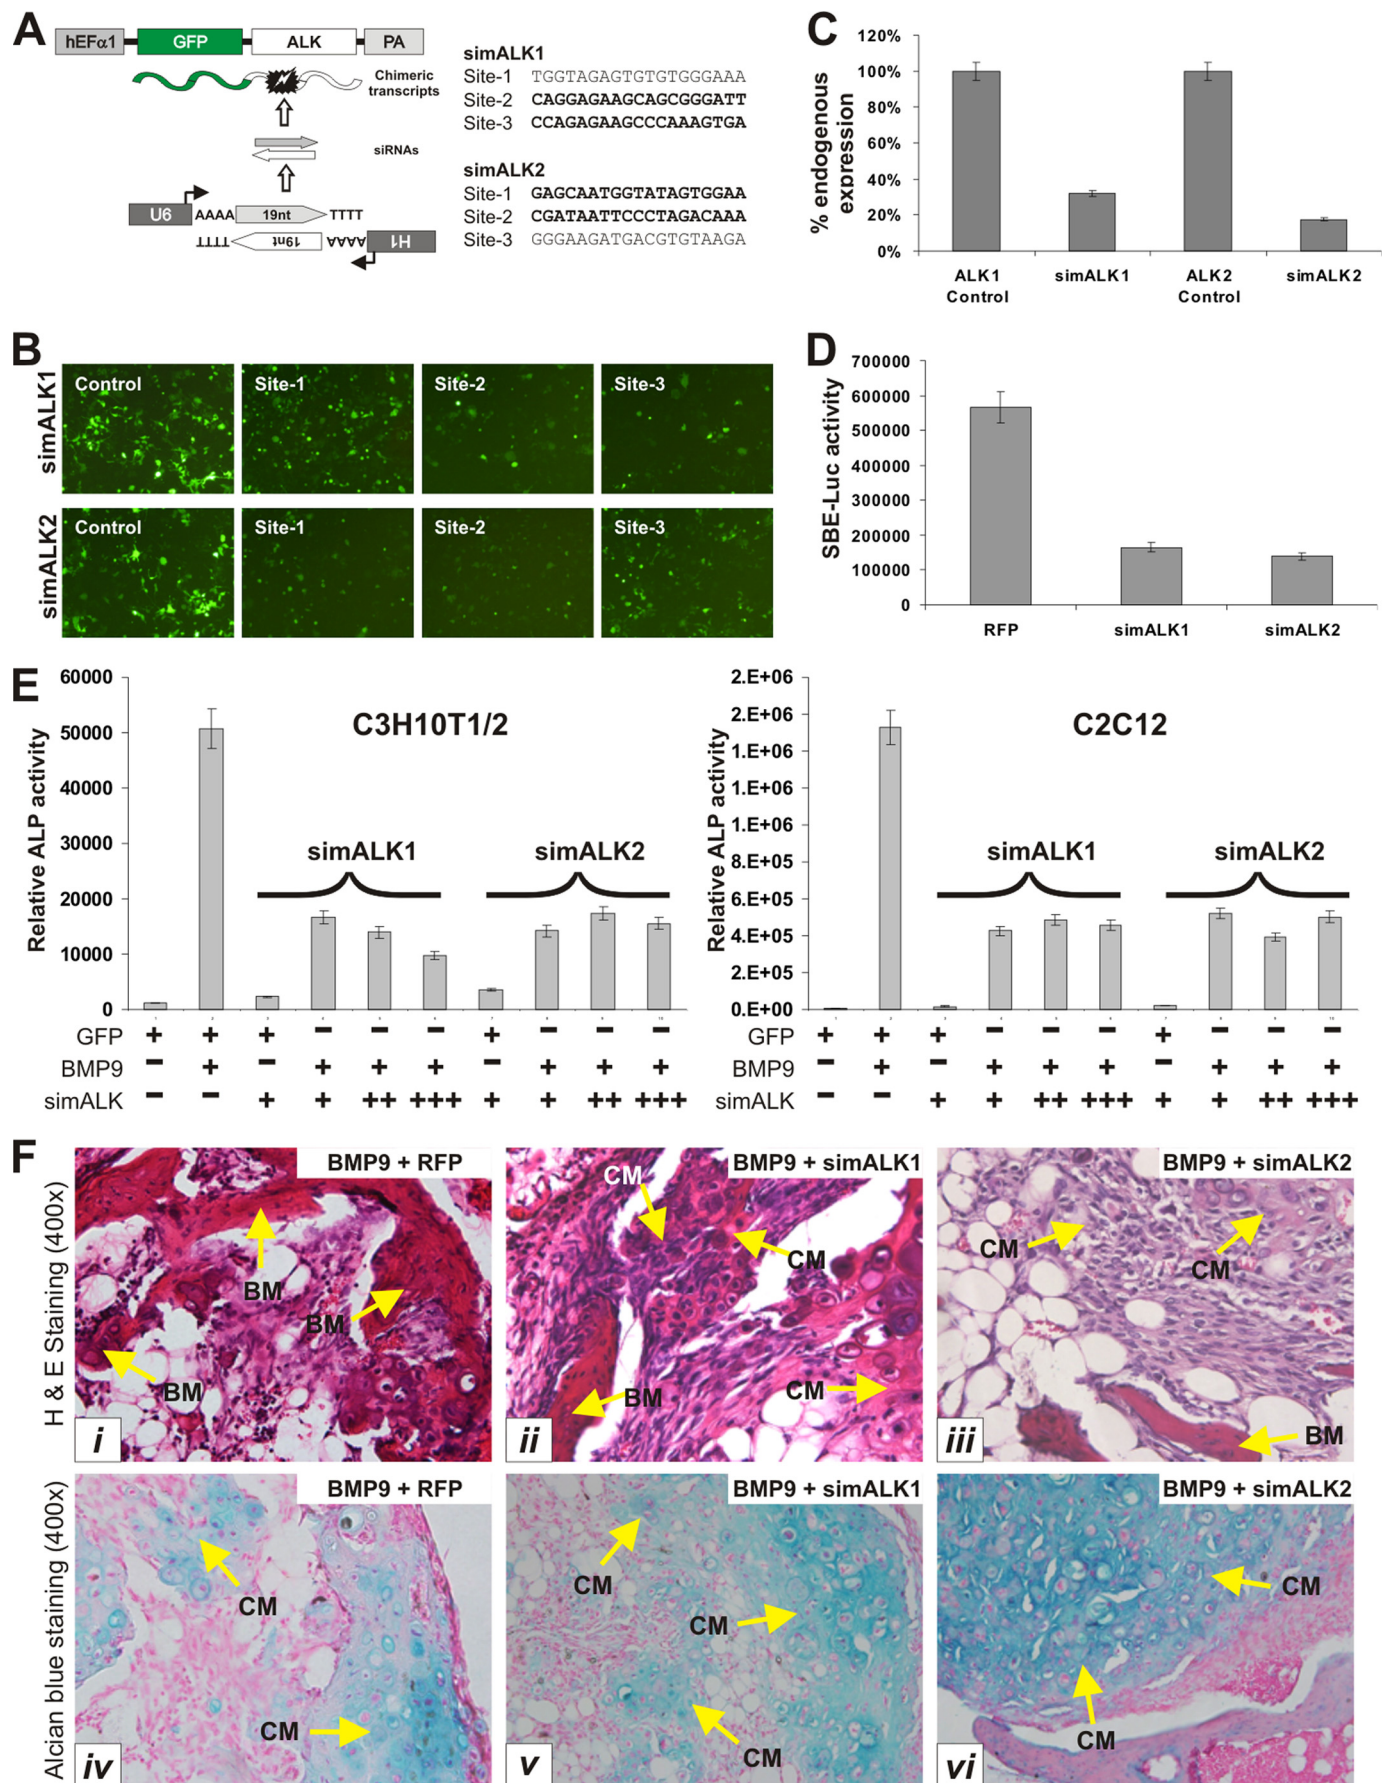 A
hEFα1 GFP ALK PA
Chimeric
transcripts
siRNAs
U6 AAAA 19nt TTTT
TTTT 19nt AAAA H1
simALK1
Site-1 TGGTAGAGTGTGTGGGAAA
Site-2 CAGGAGAAGCAGCGGGATT
Site-3 CCAGAGAAGCCCAAAGTGA
simALK2
Site-1 GAGCAATGGTATAGTGGAA
Site-2 CGATAATTCCCTAGACAAA
Site-3 GGGAAGATGACGTGTAAGA
C
% endogenous
expression
120%
100%
80%
60%
40%
20%
0%
ALK1
Control
simALK1
ALK2
Control
simALK2
B
simALK1
Control Site-1 Site-2 Site-3
simALK2
Control Site-1 Site-2 Site-3
D
SBE-Luc activity
700000
600000
500000
400000
300000
200000
100000
0
RFP simALK1 simALK2
E
Relative ALP activity
60000
50000
40000
30000
20000
10000
0
C3H10T1/2
simALK1 simALK2
GFP + + + − − − + − − −
BMP9 − + − + + + − + + +
simALK − − + + ++ +++ + + ++ +++
Relative ALP activity
2.E+06
2.E+06
1.E+06
1.E+06
1.E+06
8.E+05
6.E+05
4.E+05
2.E+05
0.E+00
C2C12
simALK1 simALK2
GFP + + + − − − + − − −
BMP9 − + − + + + − + + +
simALK − − + + ++ +++ + + ++ +++
F
H & E Staining (400x)
BMP9 + RFP
BM
BM
BM
i
BMP9 + simALK1
CM
CM
CM
BM
ii
BMP9 + simALK2
CM
CM
BM
iii
Alcian blue staining (400x)
BMP9 + RFP
CM
CM
iv
BMP9 + simALK1
CM
CM
CM
v
BMP9 + simALK2
CM
CM
vi